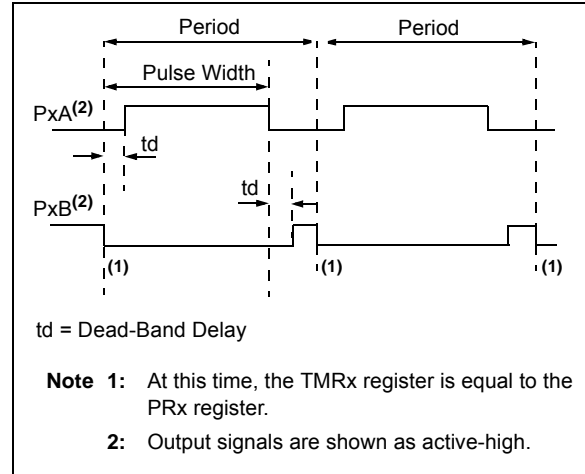 Period Period
Pulse Width
PxA(2)
td
td
PxB(2)
(1) (1) (1)
td = Dead-Band Delay
Note 1: At this time, the TMRx register is equal to the
PRx register.
2: Output signals are shown as active-high.